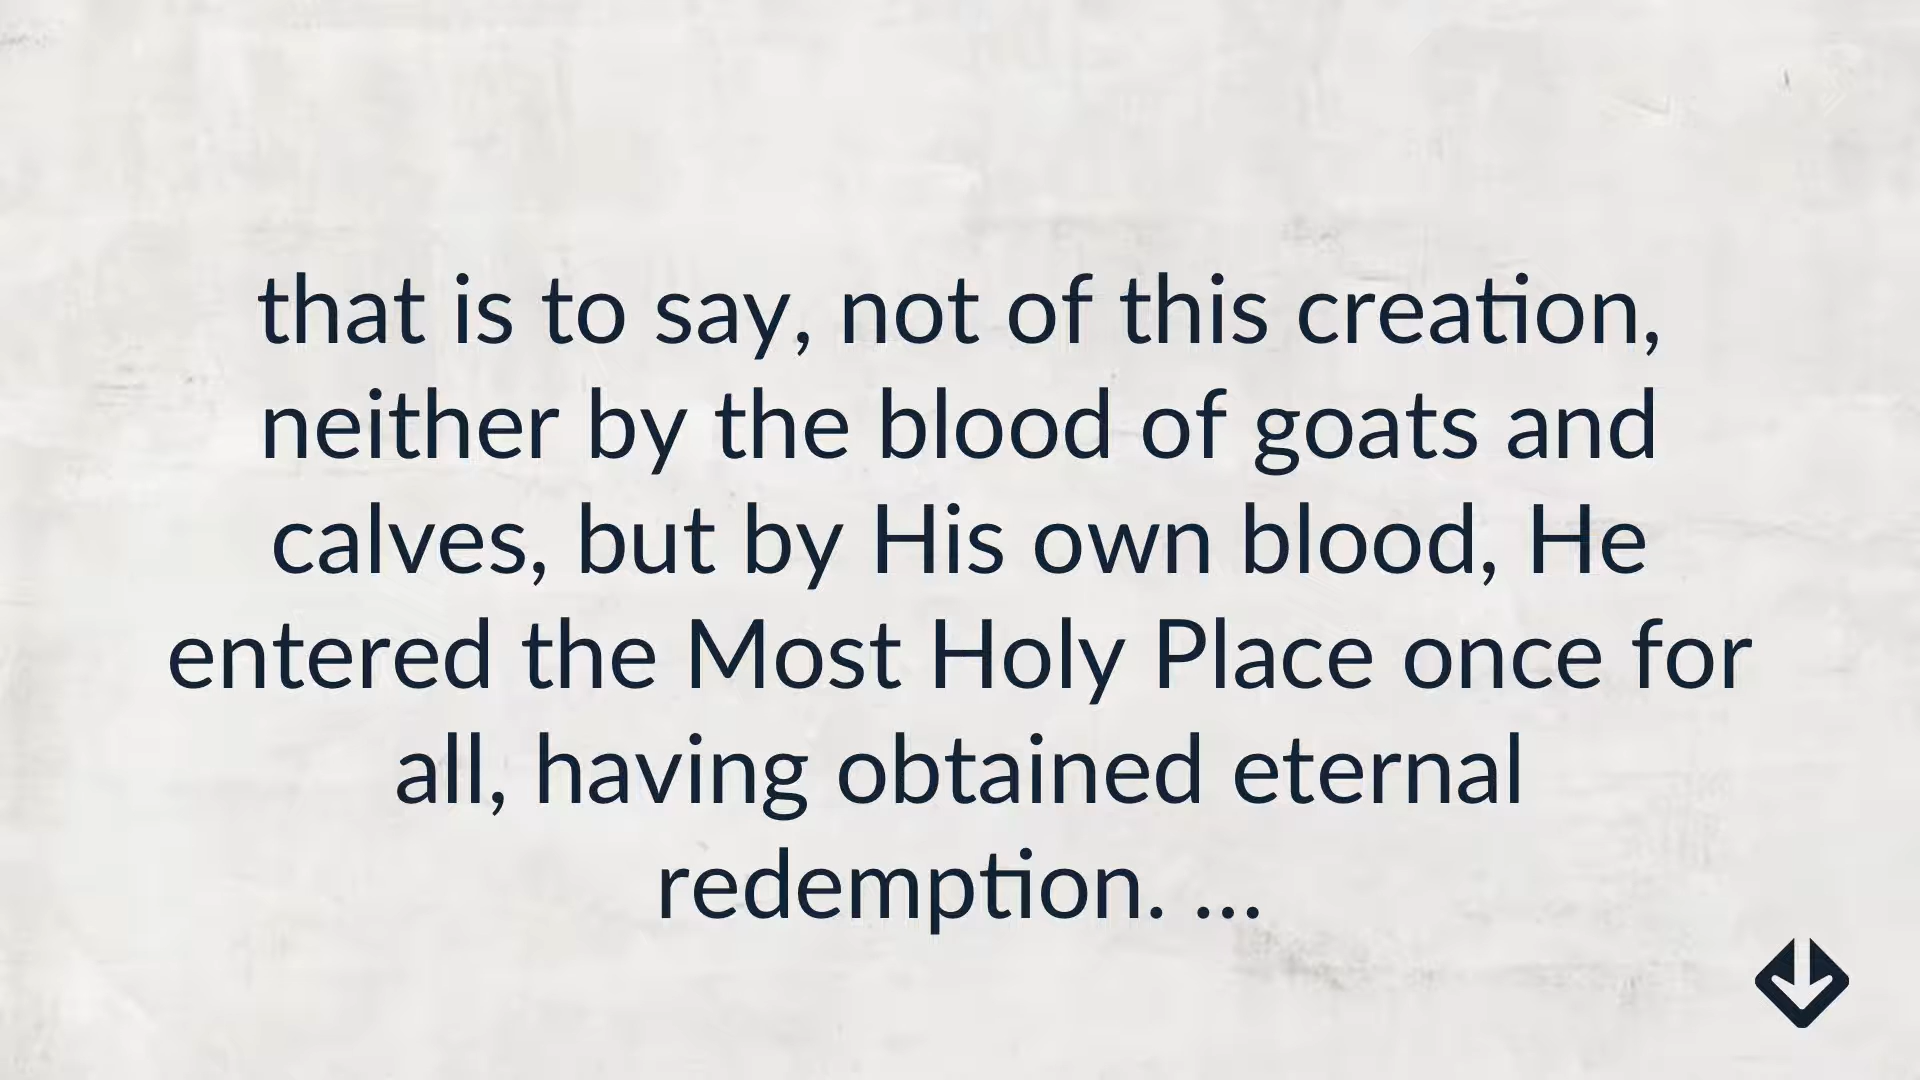 that is to say, not of this creation,
neither by the blood of goats and
calves, but by His own blood, He
entered the Most Holy Place once for
all, having obtained eternal
redemption. ...